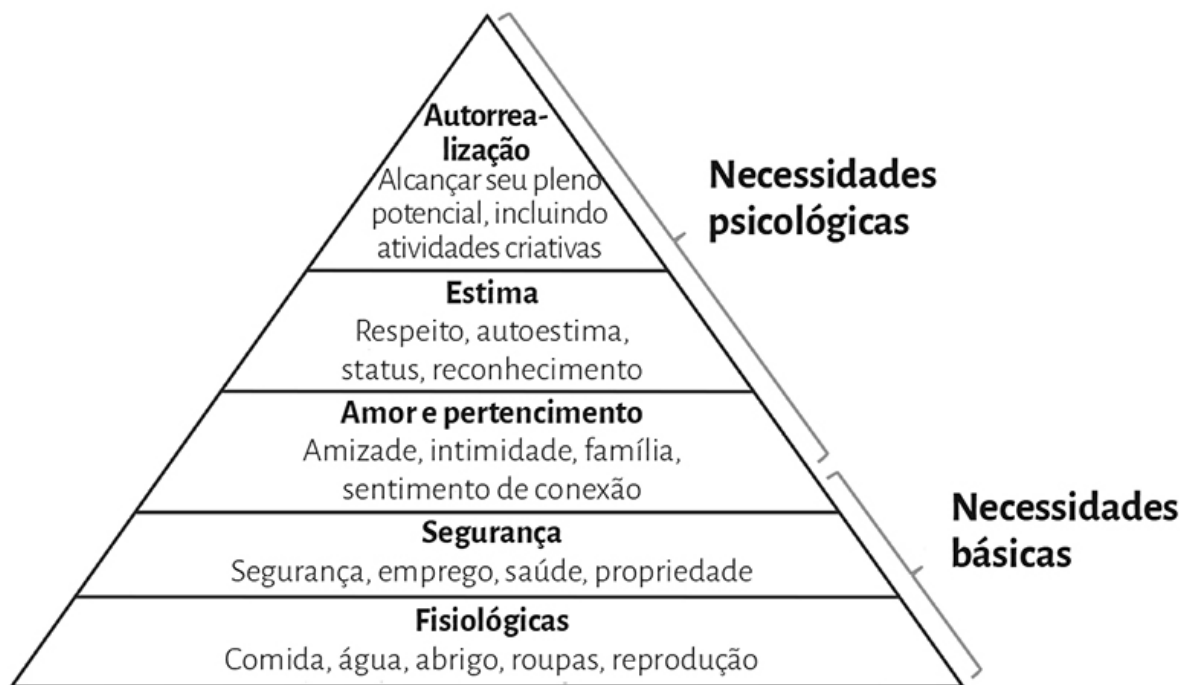 Autorrea-
lização
Alcançar seu pleno
potencial, incluindo
atividades criativas
Necessidades
psicológicas
Estima
Respeito, autoestima,
status, reconhecimento
Amor e pertencimento
Amizade, intimidade, família,
sentimento de conexão
Necessidades
básicas
Segurança
Segurança, emprego, saúde, propriedade
Fisiológicas
Comida, água, abrigo, roupas, reprodução